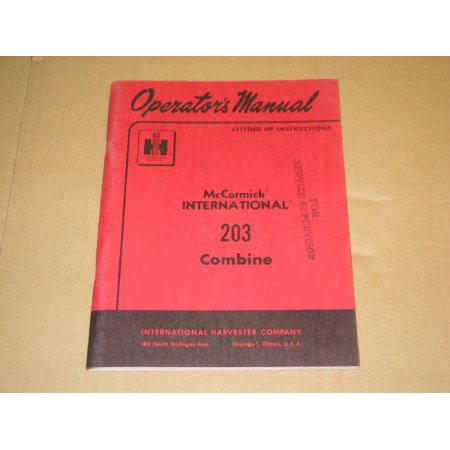 Operator's Manual
SETTING UP INSTRUCTIONS
IH
McCormick
INTERNATIONAL
203
Combine
FOR
SERVICE SUPERVISOR
INTERNATIONAL HARVESTER COMPANY
180 North Michigan Ave. Chicago 1, Illinois, U.S.A.